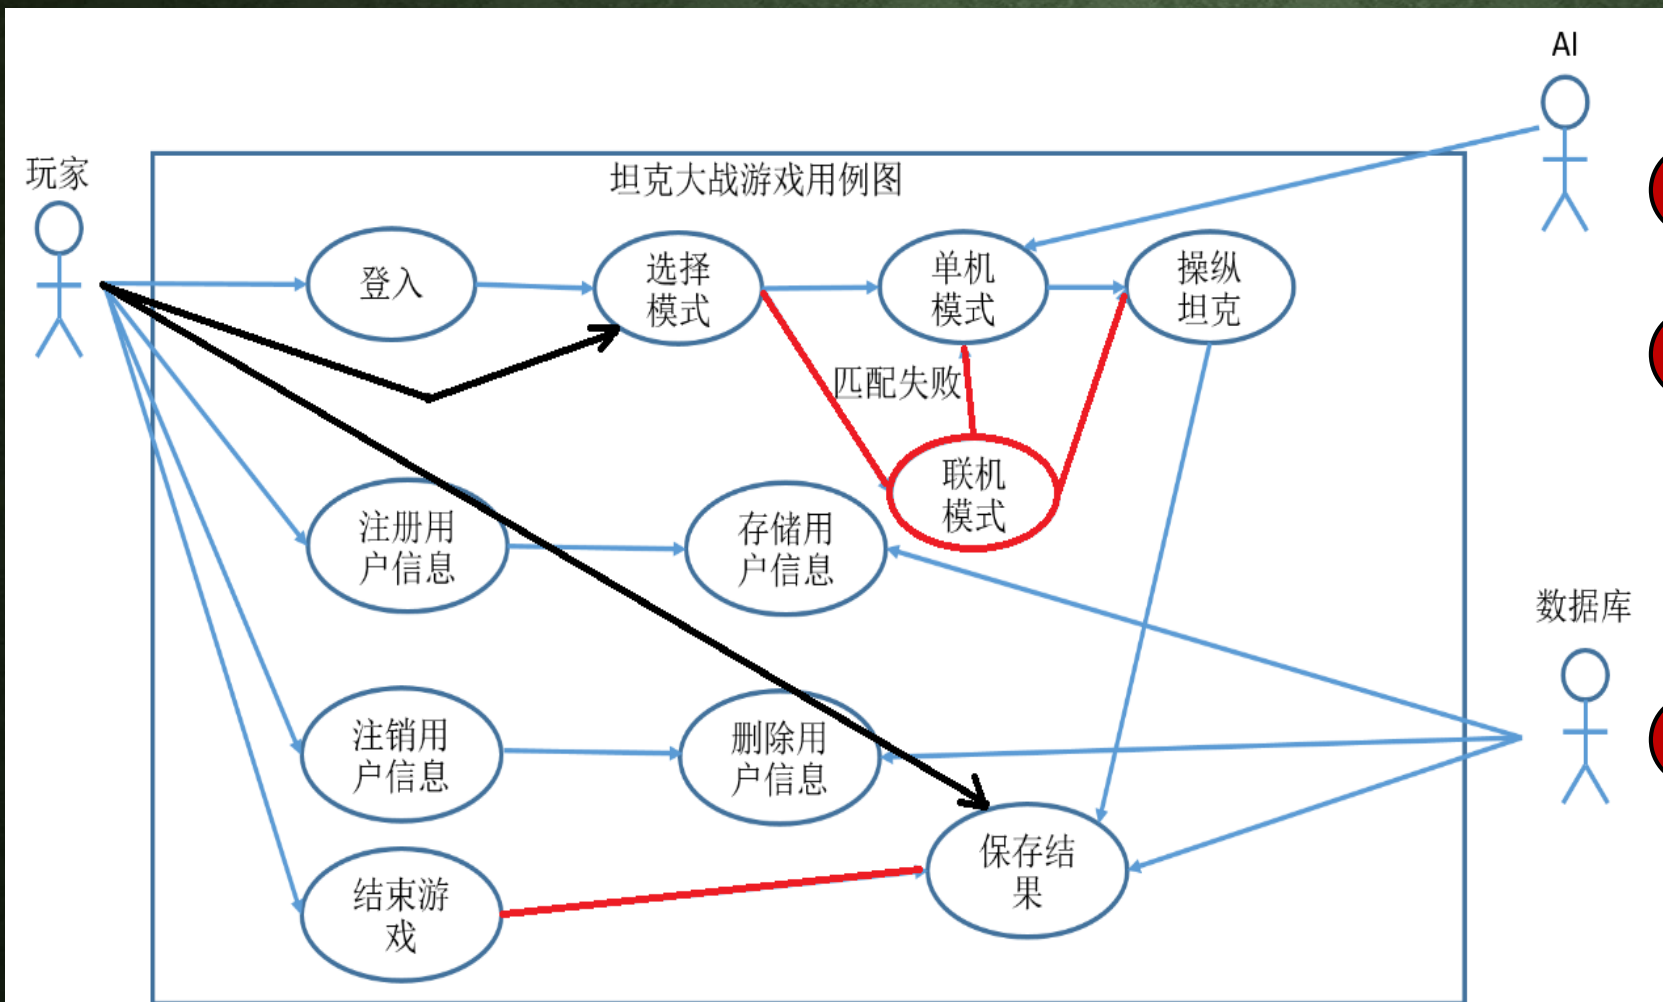 AI
玩家
坦克大战游戏用例图
登入
选择
模式
单机
模式
操纵
坦克
匹配失败
联机
模式
注册用
户信息
存储用
户信息
数据库
注销用
户信息
删除用
户信息
保存结
果
结束游
戏